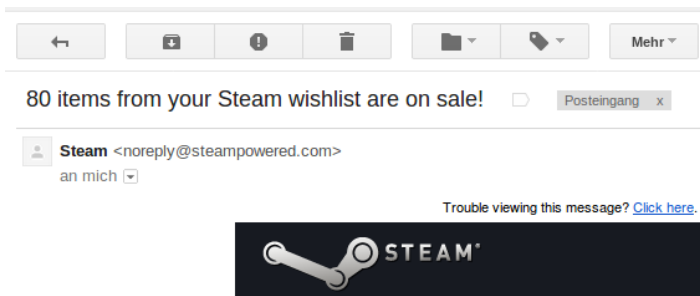 Mehr
80 items from your Steam wishlist are on sale! Posteingang x
Steam <noreply@steampowered.com>
an mich
Trouble viewing this message? Click here.
STEAM